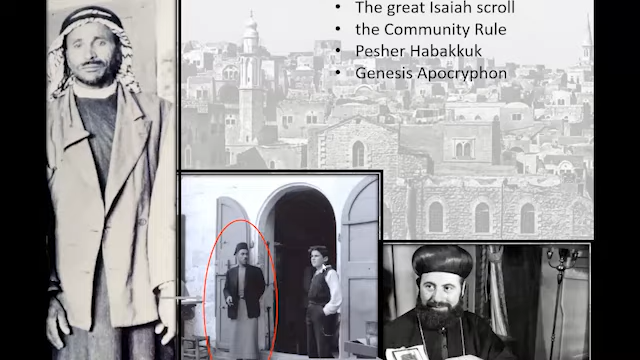 • The great Isaiah scroll
• the Community Rule
• Pesher Habakkuk
• Genesis Apocryphon